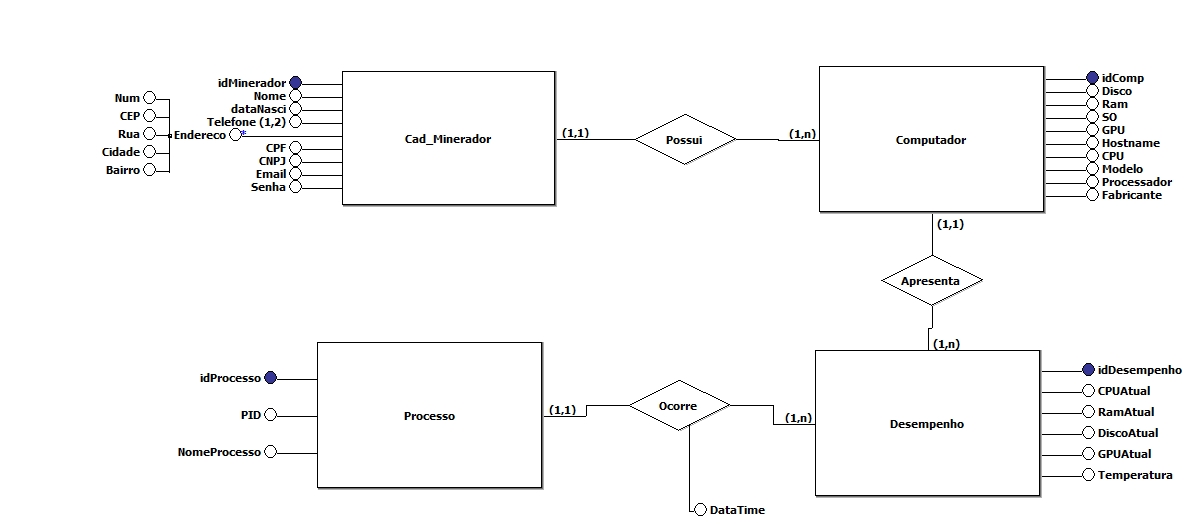 idMinerador
Nome
dataNasci
Telefone (1,2)
Endereco *
Num
CEP
Rua
Cidade
Bairro
CPF
CNPJ
Email
Senha
Cad_Minerador
(1,1)
Possui
(1,n)
Computador
idComp
Disco
Ram
SO
GPU
Hostname
CPU
Modelo
Processador
Fabricante
(1,1)
Apresenta
(1,n)
idProcesso
PID
NomeProcesso
Processo
(1,1)
Ocorre
(1,n)
DataTime
Desempenho
idDesempenho
CPUAtual
RamAtual
DiscoAtual
GPUAtual
Temperatura